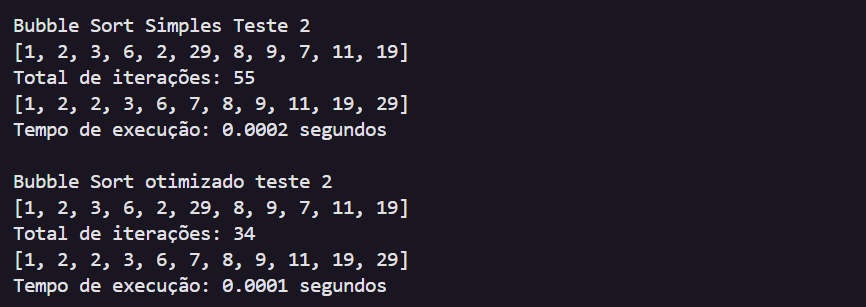 Bubble Sort Simples Teste 2
[1, 2, 3, 6, 2, 29, 8, 9, 7, 11, 19]
Total de iterações: 55
[1, 2, 2, 3, 6, 7, 8, 9, 11, 19, 29]
Tempo de execução: 0.0002 segundos
Bubble Sort otimizado teste 2
[1, 2, 3, 6, 2, 29, 8, 9, 7, 11, 19]
Total de iterações: 34
[1, 2, 2, 3, 6, 7, 8, 9, 11, 19, 29]
Tempo de execução: 0.0001 segundos